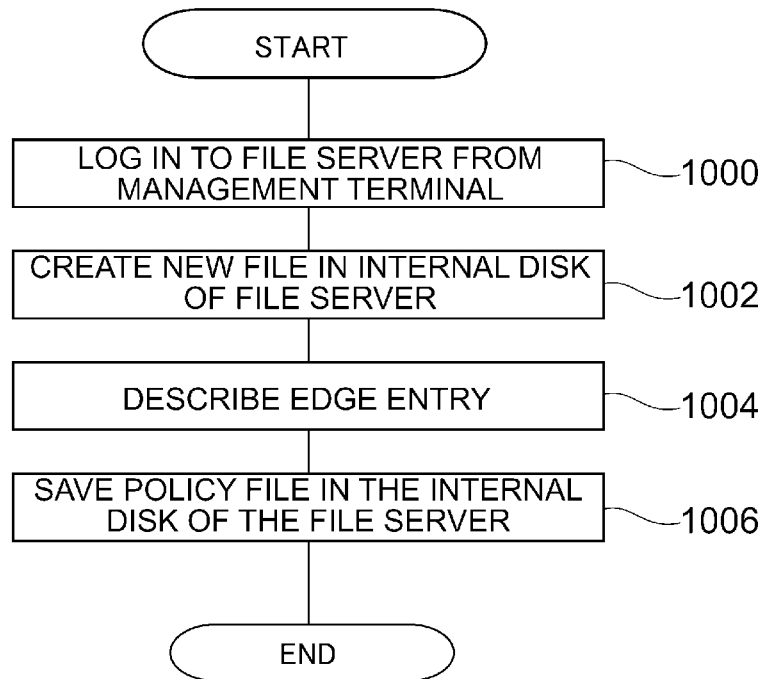 START
LOG IN TO FILE SERVER FROM
MANAGEMENT TERMINAL
1000
CREATE NEW FILE IN INTERNAL DISK
OF FILE SERVER
1002
DESCRIBE EDGE ENTRY
1004
SAVE POLICY FILE IN THE INTERNAL
DISK OF THE FILE SERVER
1006
END